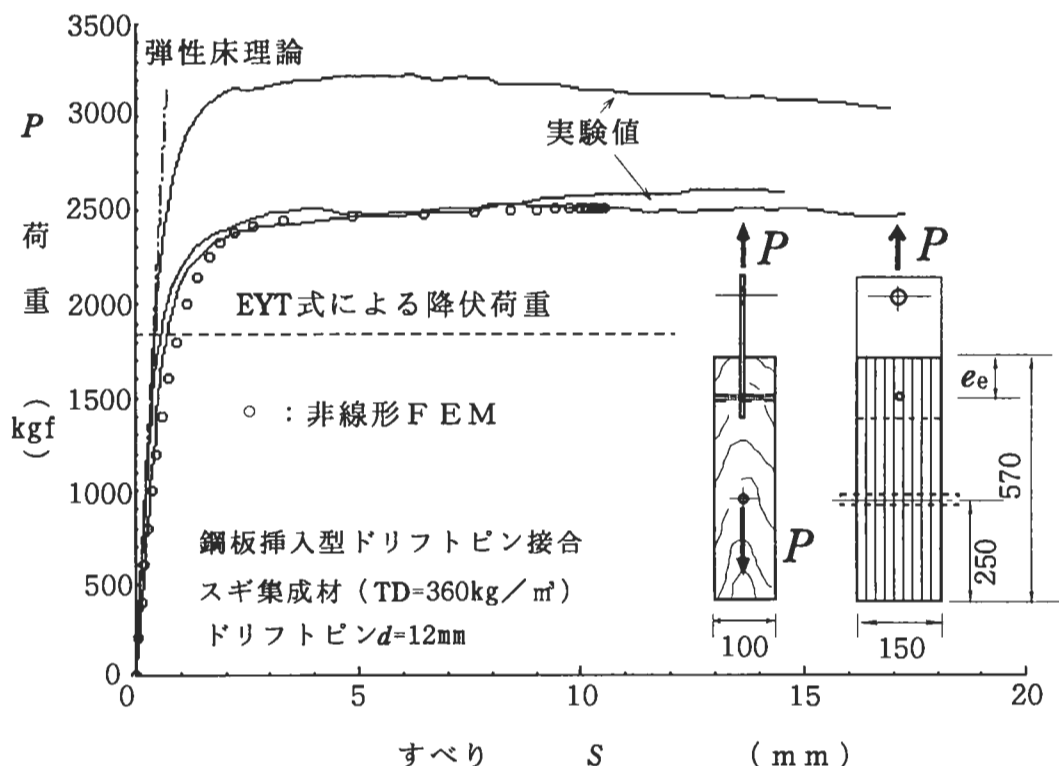 3500
3000
2500
2000
1500
1000
500
0
P
荷
重
(kgf)
弾性床理論
実験値
EYT式による降伏荷重
○：非線形ＦＥＭ
鋼板挿入型ドリフトピン接合
スギ集成材（TD=360kg／㎥）
ドリフトピンd=12mm
P
P
P
ee
570
250
100
150
0
5
10
15
20
すべり S (mm)